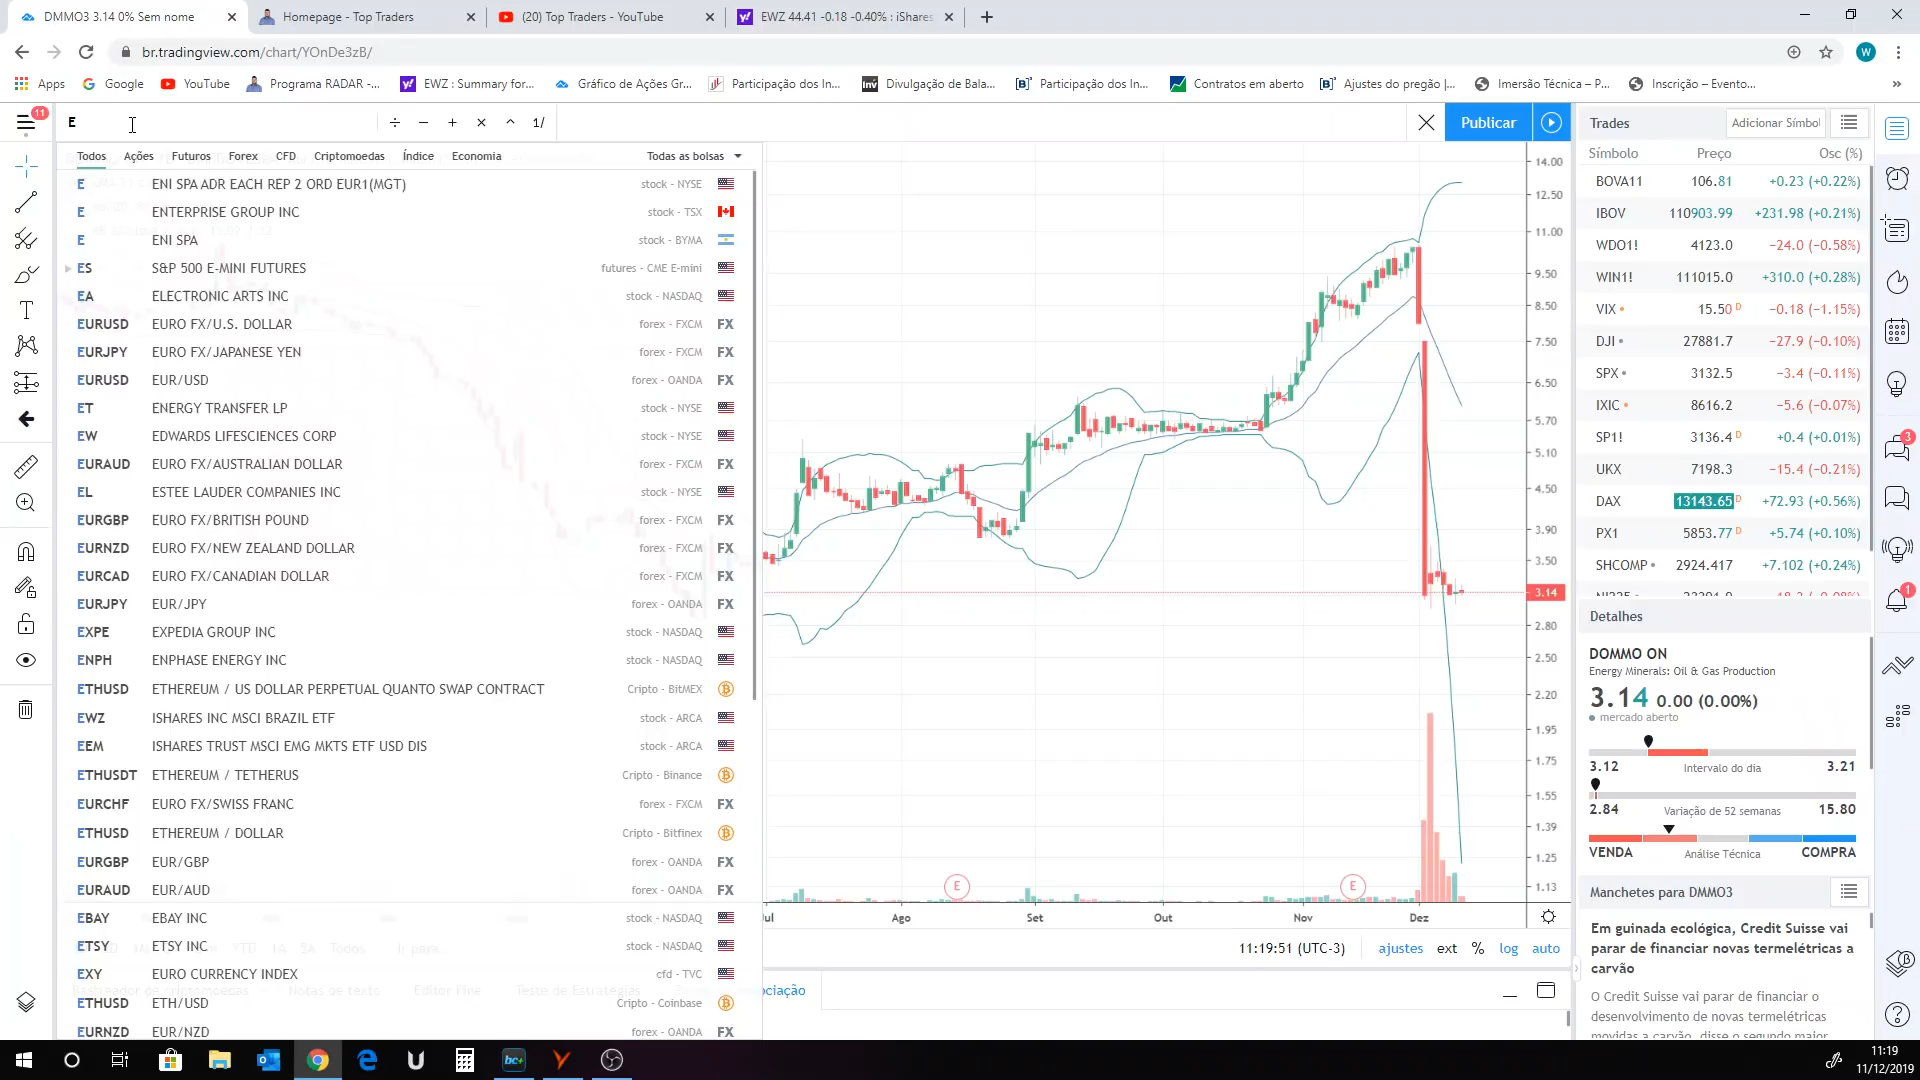 DMMO3 3.14 0% Sem nome
Homepage - Top Traders
(20) Top Traders - YouTube
EWZ 44.41 -0.18 -0.40% : iShares
br.tradingview.com/chart/YOnDe3zB/
W
Apps
Google
YouTube
Programa RADAR -...
EWZ : Summary for...
Gráfico de Ações Gr...
Participação dos In...
Divulgação de Bala...
Participação dos In...
Contratos em aberto
Ajustes do pregão |...
Imersão Técnica – P...
Inscrição – Evento...
11
E
÷ − + × ^ 1/
Publicar
Todos Ações Futuros Forex CFD Criptomoedas Índice Economia Todas as bolsas
E ENI SPA ADR EACH REP 2 ORD EUR1(MGT) stock - NYSE
E ENTERPRISE GROUP INC stock - TSX
E ENI SPA stock - BYMA
ES S&P 500 E-MINI FUTURES futures - CME E-mini
EA ELECTRONIC ARTS INC stock - NASDAQ
EURUSD EURO FX/U.S. DOLLAR forex - FXCM FX
EURJPY EURO FX/JAPANESE YEN forex - FXCM FX
EURUSD EUR/USD forex - OANDA FX
ET ENERGY TRANSFER LP stock - NYSE
EW EDWARDS LIFESCIENCES CORP stock - NYSE
EURAUD EURO FX/AUSTRALIAN DOLLAR forex - FXCM FX
EL ESTEE LAUDER COMPANIES INC stock - NYSE
EURGBP EURO FX/BRITISH POUND forex - FXCM FX
EURNZD EURO FX/NEW ZEALAND DOLLAR forex - FXCM FX
EURCAD EURO FX/CANADIAN DOLLAR forex - FXCM FX
EURJPY EUR/JPY forex - OANDA FX
EXPE EXPEDIA GROUP INC stock - NASDAQ
ENPH ENPHASE ENERGY INC stock - NASDAQ
ETHUSD ETHEREUM / US DOLLAR PERPETUAL QUANTO SWAP CONTRACT Cripto - BitMEX
EWZ ISHARES INC MSCI BRAZIL ETF stock - ARCA
EEM ISHARES TRUST MSCI EMG MKTS ETF USD DIS stock - ARCA
ETHUSDT ETHEREUM / TETHERUS Cripto - Binance
EURCHF EURO FX/SWISS FRANC forex - FXCM FX
ETHUSD ETHEREUM / DOLLAR Cripto - Bitfinex
EURGBP EUR/GBP forex - OANDA FX
EURAUD EUR/AUD forex - OANDA FX
EBAY EBAY INC stock - NASDAQ
ETSY ETSY INC stock - NASDAQ
EXY EURO CURRENCY INDEX cfd - TVC
ETHUSD ETH/USD Cripto - Coinbase
EURNZD EUR/NZD forex - OANDA FX
14.00
12.50
11.00
9.50
8.50
7.50
6.50
5.70
5.10
4.50
3.90
3.50
3.14
2.80
2.50
2.20
1.95
1.75
1.55
1.39
1.25
1.13
E E
Jul Ago Set Out Nov Dez
11:19:51 (UTC-3) ajustes ext % log auto
Trades Adicionar Símbol
Símbolo Preço Osc (%)
BOVA11 106.81 +0.23 (+0.22%)
IBOV 110903.99 +231.98 (+0.21%)
WDO1! 4123.0 −24.0 (−0.58%)
WIN1! 111015.0 +310.0 (+0.28%)
VIX 15.50 D −0.18 (−1.15%)
DJI 27881.7 −27.9 (−0.10%)
SPX 3132.5 −3.4 (−0.11%)
IXIC 8616.2 −5.6 (−0.07%)
SP1! 3136.4 D +0.4 (+0.01%)
UKX 7198.3 −15.4 (−0.21%)
DAX 13143.65 D +72.93 (+0.56%)
PX1 5853.77 D +5.74 (+0.10%)
SHCOMP 2924.417 +7.102 (+0.24%)
Detalhes
DOMMO ON
Energy Minerals: Oil & Gas Production
3.14 0.00 (0.00%)
mercado aberto
3.12 Intervalo do dia 3.21
2.84 Variação de 52 semanas 15.80
VENDA Análise Técnica COMPRA
Manchetes para DMMO3
Em guinada ecológica, Credit Suisse vai
parar de financiar novas termelétricas a
carvão
O Credit Suisse vai parar de financiar o
desenvolvimento de novas termelétricas
movidas a carvão, disse o segundo maior
3
1
bc+
11:19
11/12/2019